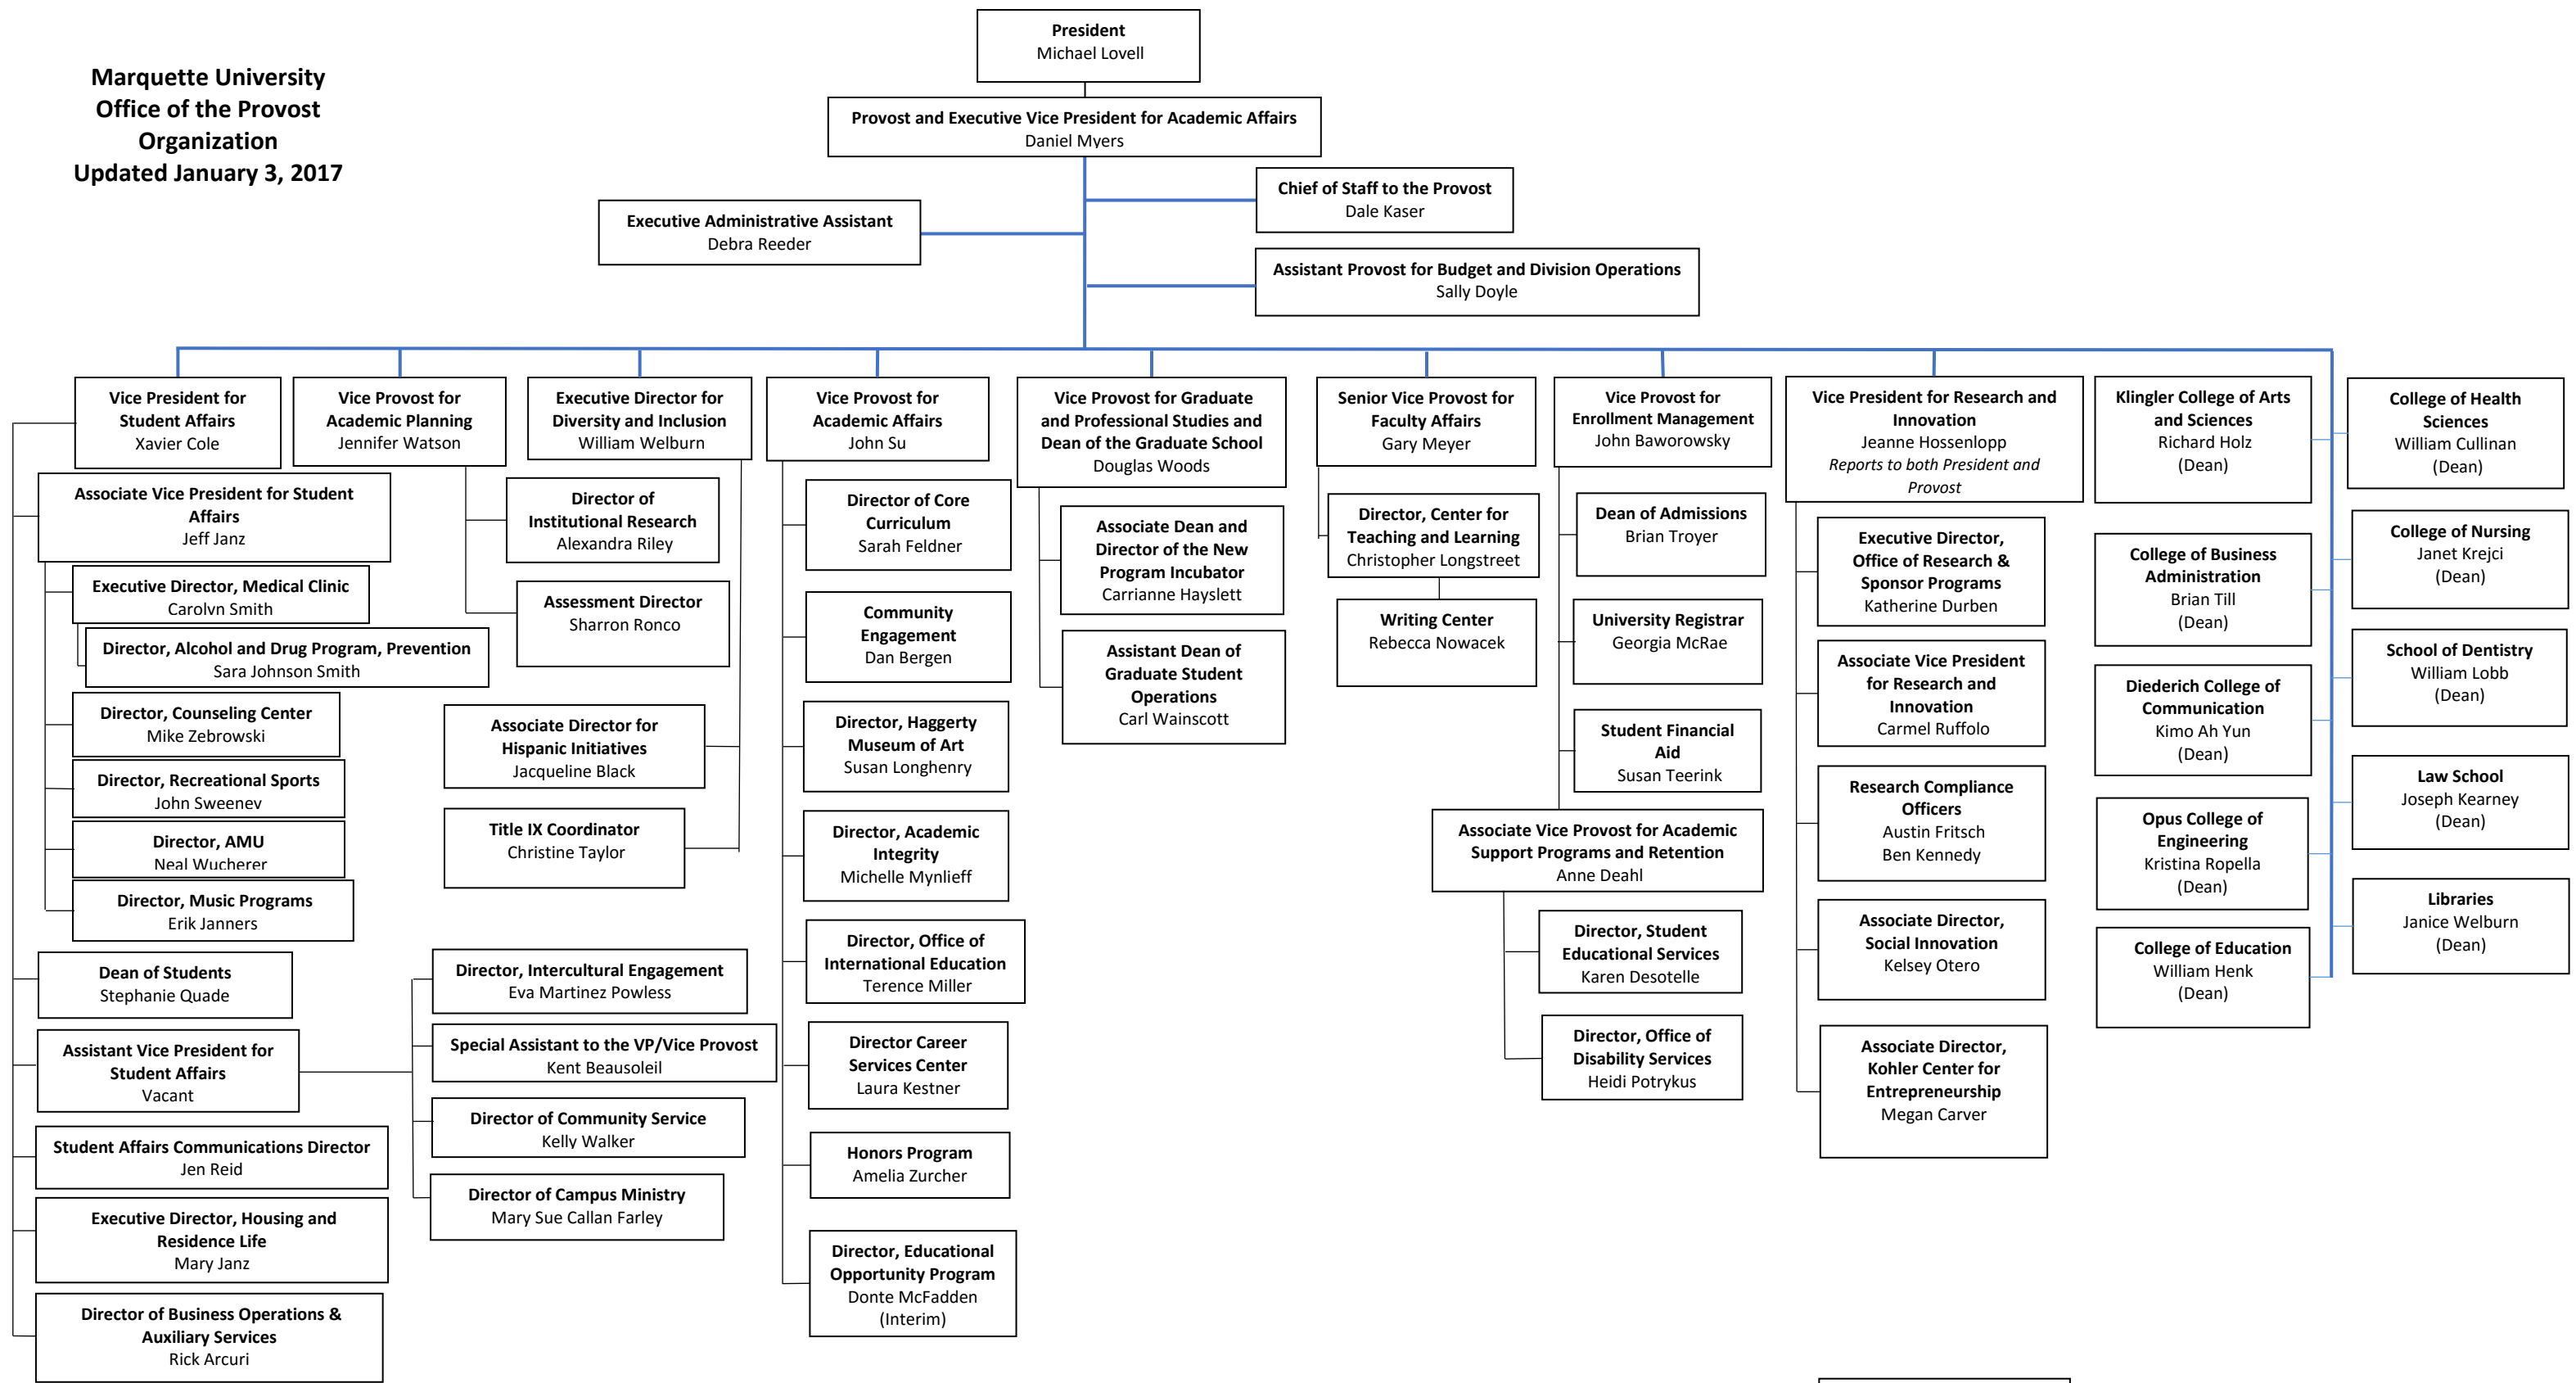 Marquette University
Office of the Provost
Organization
Updated January 3, 2017
President
Michael Lovell
Provost and Executive Vice President for Academic Affairs
Daniel Myers
Chief of Staff to the Provost
Dale Kaser
Executive Administrative Assistant
Debra Reeder
Assistant Provost for Budget and Division Operations
Sally Doyle
Vice President for
Student Affairs
Xavier Cole
Associate Vice President for Student
Affairs
Jeff Janz
Executive Director, Medical Clinic
Carolyn Smith
Director, Alcohol and Drug Program, Prevention
Sara Johnson Smith
Director, Counseling Center
Mike Zebrowski
Director, Recreational Sports
John Sweeney
Director, AMU
Neal Wucherer
Director, Music Programs
Erik Janners
Dean of Students
Stephanie Quade
Assistant Vice President for
Student Affairs
Vacant
Director, Intercultural Engagement
Eva Martinez Powless
Special Assistant to the VP/Vice Provost
Kent Beausoleil
Director of Community Service
Kelly Walker
Director of Campus Ministry
Mary Sue Callan Farley
Student Affairs Communications Director
Jen Reid
Executive Director, Housing and
Residence Life
Mary Janz
Director of Business Operations &
Auxiliary Services
Rick Arcuri
Vice Provost for
Academic Planning
Jennifer Watson
Director of
Institutional Research
Alexandra Riley
Assessment Director
Sharron Ronco
Executive Director for
Diversity and Inclusion
William Welburn
Associate Director for
Hispanic Initiatives
Jacqueline Black
Title IX Coordinator
Christine Taylor
Vice Provost for
Academic Affairs
John Su
Director of Core
Curriculum
Sarah Feldner
Community
Engagement
Dan Bergen
Director, Haggerty
Museum of Art
Susan Longhenry
Director, Academic
Integrity
Michelle Mynlieff
Director, Office of
International Education
Terence Miller
Director Career
Services Center
Laura Kestner
Honors Program
Amelia Zurcher
Director, Educational
Opportunity Program
Donte McFadden
(Interim)
Vice Provost for Graduate
and Professional Studies and
Dean of the Graduate School
Douglas Woods
Associate Dean and
Director of the New
Program Incubator
Carrianne Hayslett
Assistant Dean of
Graduate Student
Operations
Carl Wainscott
Senior Vice Provost for
Faculty Affairs
Gary Meyer
Director, Center for
Teaching and Learning
Christopher Longstreet
Writing Center
Rebecca Nowacek
Vice Provost for
Enrollment Management
John Baworowsky
Dean of Admissions
Brian Troyer
University Registrar
Georgia McRae
Student Financial
Aid
Susan Teerink
Associate Vice Provost for Academic
Support Programs and Retention
Anne Deahl
Director, Student
Educational Services
Karen Desotelle
Director, Office of
Disability Services
Heidi Potrykus
Vice President for Research and
Innovation
Jeanne Hossenlopp
Reports to both President and
Provost
Executive Director,
Office of Research &
Sponsor Programs
Katherine Durben
Associate Vice President
for Research and
Innovation
Carmel Ruffolo
Research Compliance
Officers
Austin Fritsch
Ben Kennedy
Associate Director,
Social Innovation
Kelsey Otero
Associate Director,
Kohler Center for
Entrepreneurship
Megan Carver
Klingler College of Arts
and Sciences
Richard Holz
(Dean)
College of Business
Administration
Brian Till
(Dean)
Diederich College of
Communication
Kimo Ah Yun
(Dean)
Opus College of
Engineering
Kristina Ropella
(Dean)
College of Education
William Henk
(Dean)
College of Health
Sciences
William Cullinan
(Dean)
College of Nursing
Janet Krejci
(Dean)
School of Dentistry
William Lobb
(Dean)
Law School
Joseph Kearney
(Dean)
Libraries
Janice Welburn
(Dean)